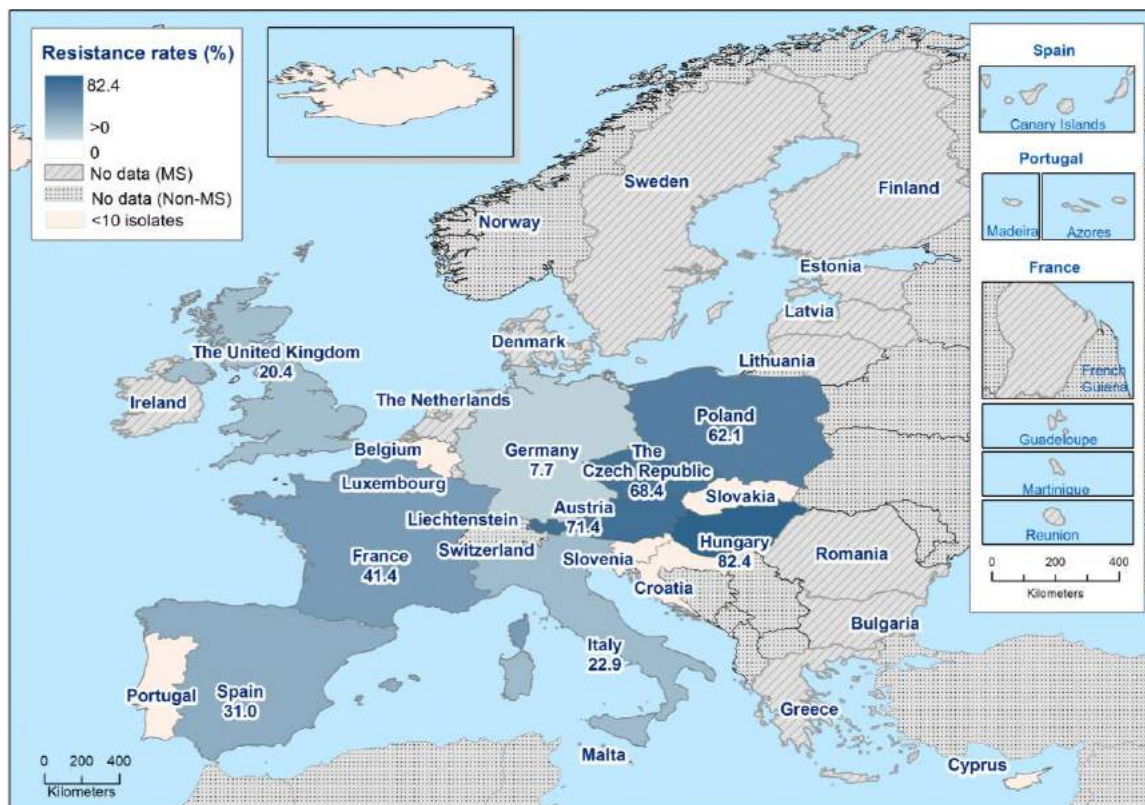 Resistance rates (%)
82.4
>0
0
No data (MS)
No data (Non-MS)
<10 isolates
Spain
Canary Islands
Portugal
Madeira
Azores
France
French
Guiana
Guadeloupe
Martinique
Reunion
0 200 400
Kilometers
Sweden
Finland
Norway
Estonia
Latvia
Denmark
Lithuania
The United Kingdom
20.4
Ireland
The Netherlands
Poland
62.1
Belgium
Germany
7.7
The
Czech Republic
68.4
Luxembourg
Slovakia
Liechtenstein
Austria
71.4
Switzerland
Slovenia
Hungary
82.4
Romania
France
41.4
Croatia
Bulgaria
Italy
22.9
Portugal
Spain
31.0
Greece
Malta
Cyprus
0 200 400
Kilometers